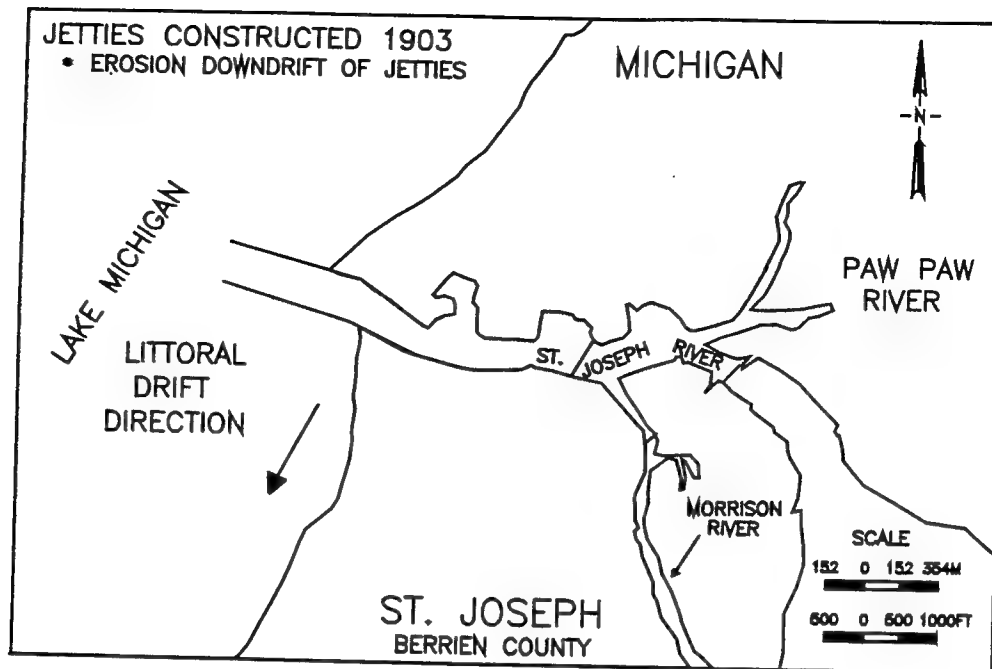 JETTIES CONSTRUCTED 1903
* EROSION DOWNDRIFT OF JETTIES
MICHIGAN
-N-
LAKE MICHIGAN
PAW PAW
RIVER
LITTORAL
DRIFT
DIRECTION
ST. JOSEPH RIVER
MORRISON
RIVER
SCALE
152 0 152 354M
500 0 500 1000FT
ST. JOSEPH
BERRIEN COUNTY